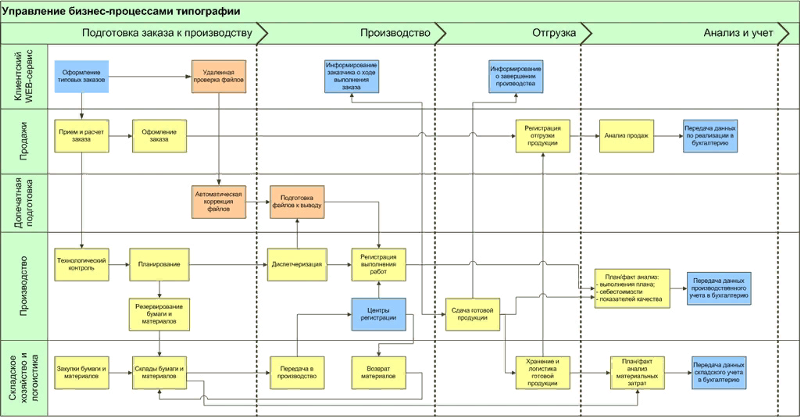 Управление бизнес-процессами типографии
Подготовка заказа к производству
Производство
Отгрузка
Анализ и учет
Клиентский
WEB-сервис
Оформление
типовых заказов
Удаленная
проверка файлов
Информирование
заказчика о ходе
выполнения
заказа
Информирование
о завершении
производства
Продажи
Прием и расчет
заказа
Офомление
заказа
Регистрация
отгрузки
продукции
Анализ продаж
Передача данных
по реализации в
бухгалтерию
Допечатная
подготовка
Автоматическая
коррекция
файлов
Подготовка
файлов к выводу
Производство
Технологический
контроль
Планирование
Диспетчеризация
Регистрация
выполнения
работ
План/факт анализ:
- выполнения плана;
- себестоимости
- показателей качества
Передача данных
производственного
учета в бухгалтерию
Резервирование
бумаги и
материалов
Центры
регистрации
Сдача готовой
продукции
Складское
хозяйство и
логистика
Закупки бумаги и
материалов
Склады бумаги и
материалов
Передача в
производство
Возврат
материалов
Хранение и
логистика
готовой
продукции
План/факт
анализ
материальных
затрат
Передача данных
складского учета
в бухгалтерию